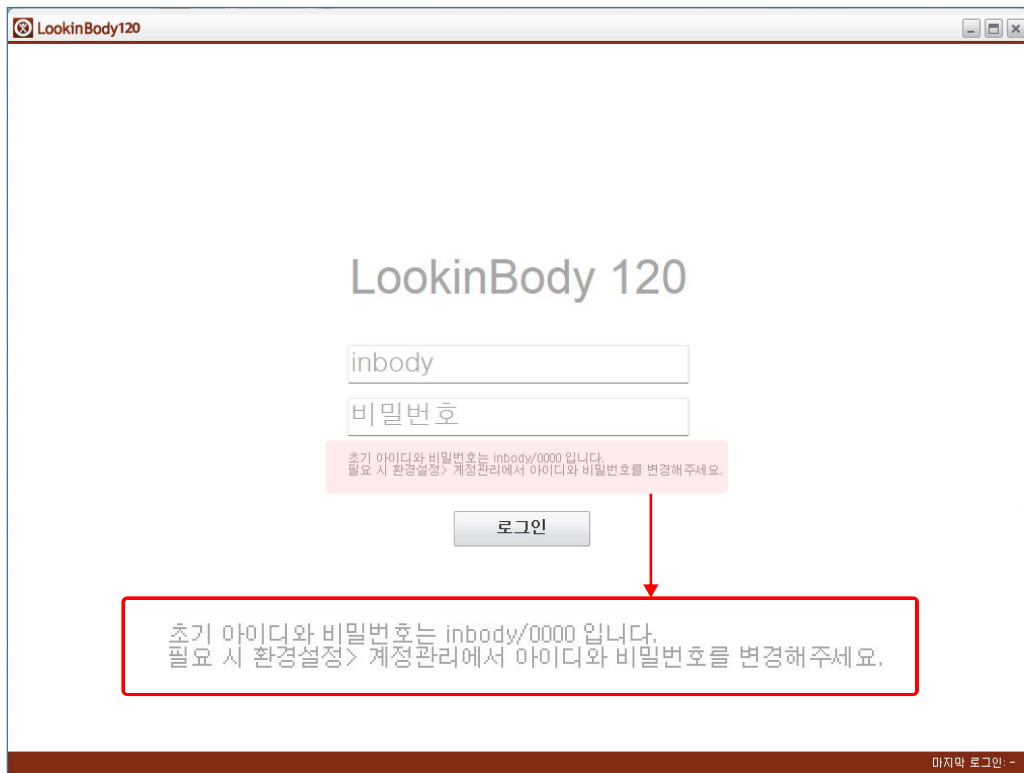 LookinBody120
LookinBody 120
inbody
비밀번호
초기 아이디와 비밀번호는 inbody/0000 입니다.
필요 시 환경설정> 계정관리에서 아이디와 비밀번호를 변경해주세요.
로그인
초기 아이디와 비밀번호는 inbody/0000 입니다.
필요 시 환경설정> 계정관리에서 아이디와 비밀번호를 변경해주세요.
마지막 로그인: -